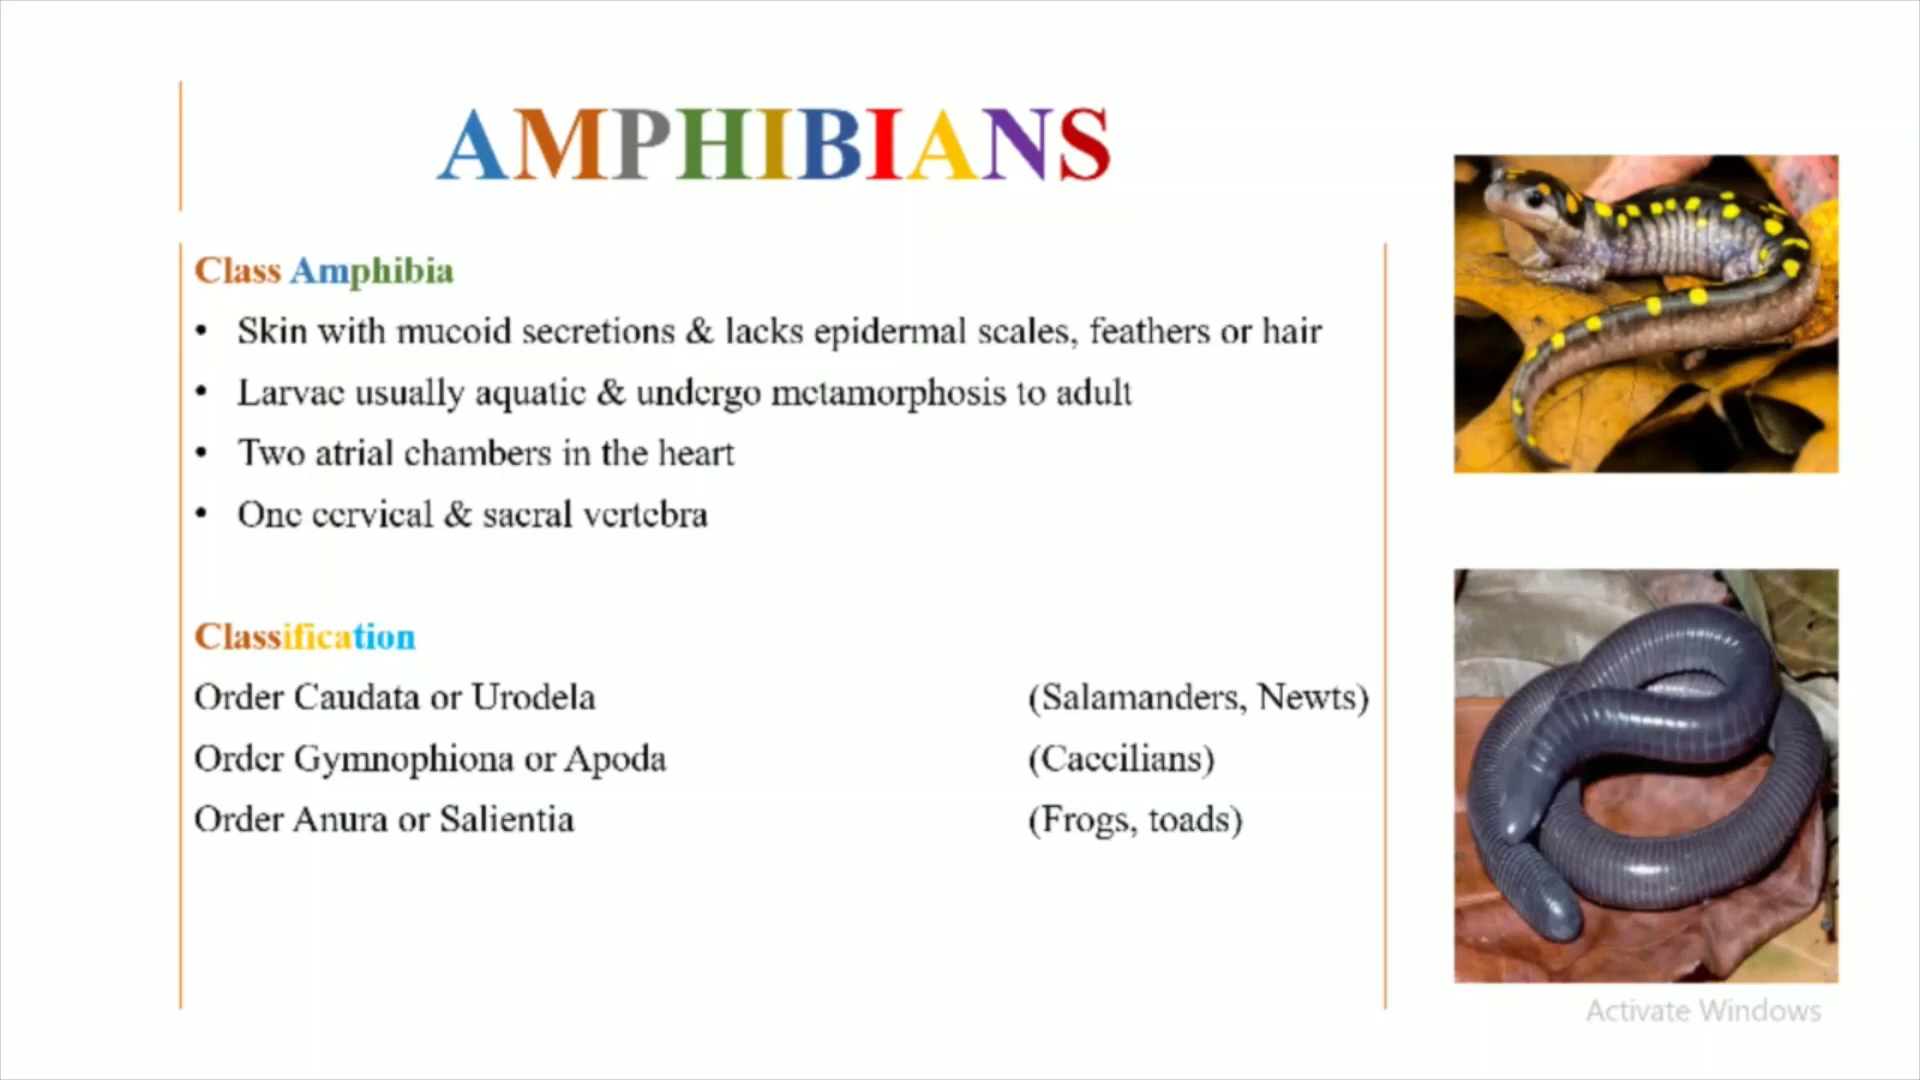 AMPHIBIANS
Class Amphibia
• Skin with mucoid secretions & lacks epidermal scales, feathers or hair
• Larvae usually aquatic & undergo metamorphosis to adult
• Two atrial chambers in the heart
• One cervical & sacral vertebra
Classification
Order Caudata or Urodela (Salamanders, Newts)
Order Gymnophiona or Apoda (Caecilians)
Order Anura or Salientia (Frogs, toads)
Activate Windows